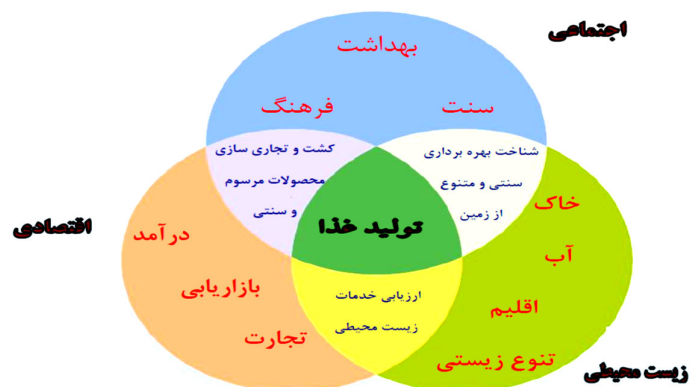 اجتماعی
بهداشت
فرهنگ
سنت
کشت و تجاری سازی
محصولات مرسوم
و سنتی
شناخت بهره برداری
سنتی و متنوع
از زمین
اقتصادی
درآمد
بازاریابی
تجارت
تولید غذا
خاک
آب
اقلیم
تنوع زیستی
ارزیابی خدمات
زیست محیطی
زیست محیطی